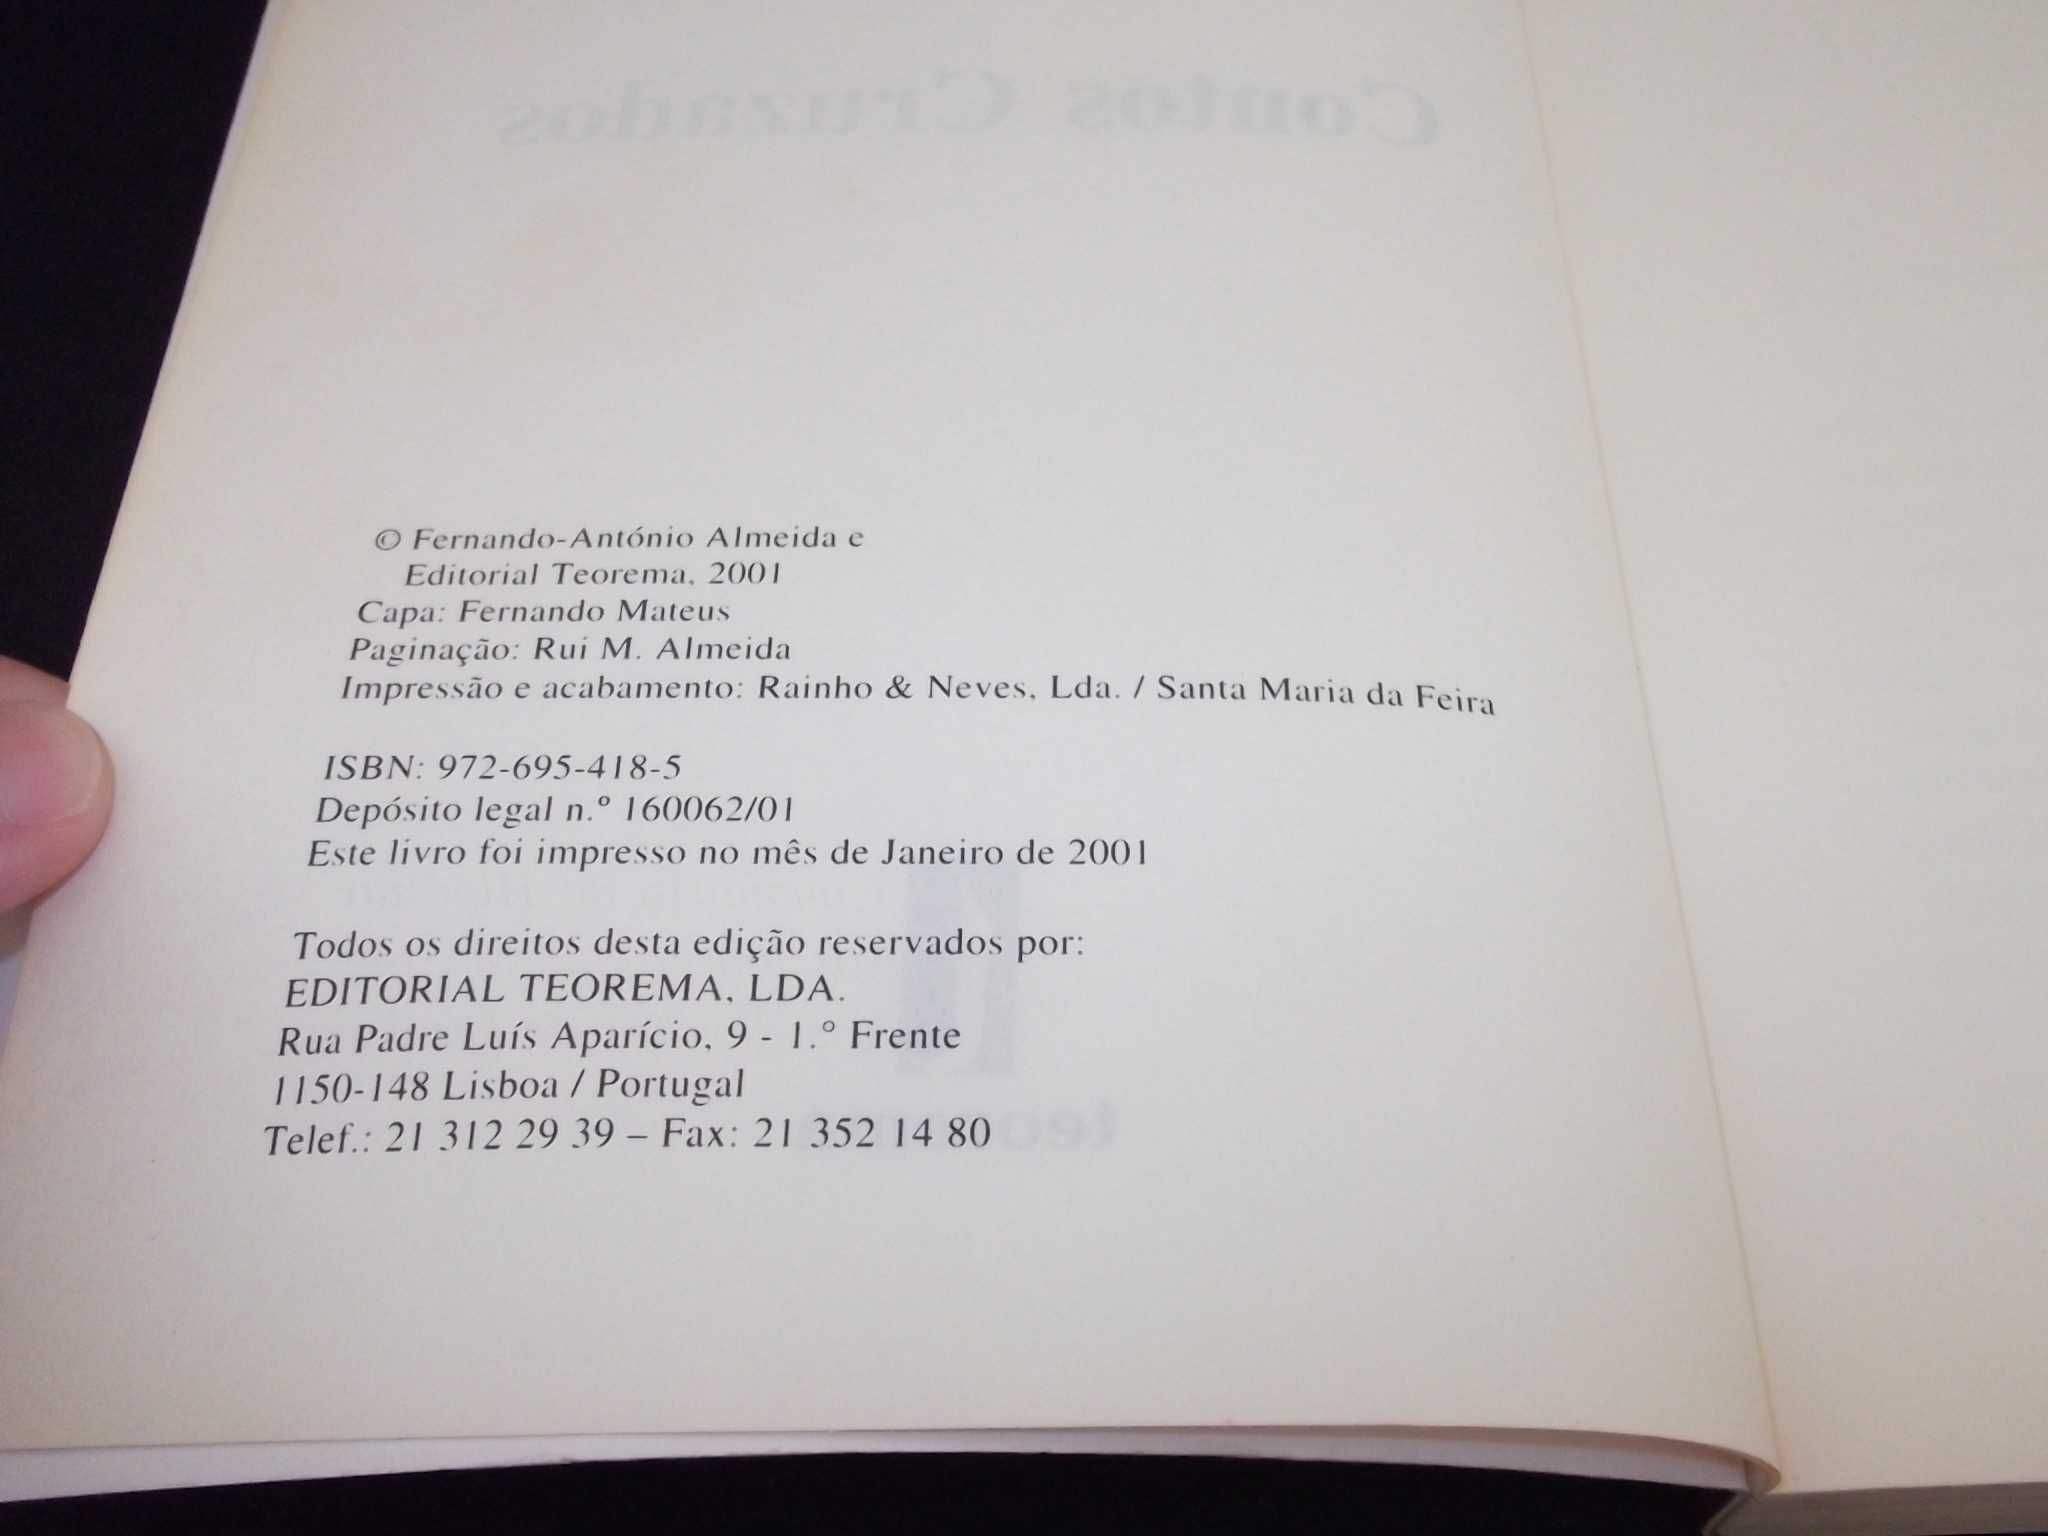 Contos Cruzados
© Fernando-António Almeida e
Editorial Teorema, 2001
Capa: Fernando Mateus
Paginação: Rui M. Almeida
Impressão e acabamento: Rainho & Neves, Lda. / Santa Maria da Feira
ISBN: 972-695-418-5
Depósito legal n.º 160062/01
Este livro foi impresso no mês de Janeiro de 2001
Todos os direitos desta edição reservados por:
EDITORIAL TEOREMA, LDA.
Rua Padre Luís Aparício, 9 - 1.° Frente
1150-148 Lisboa / Portugal
Telef.: 21 312 29 39 – Fax: 21 352 14 80